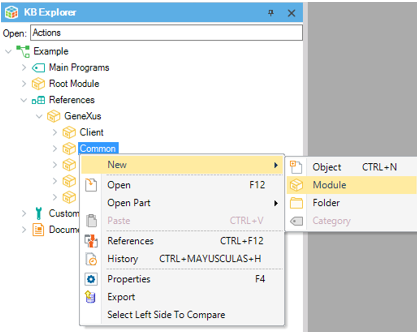 KB Explorer
Open: Actions
Example
Main Programs
Root Module
References
GeneXus
Client
Common
New
Object CTRL+N
Module
Folder
Category
Open F12
Open Part
Paste CTRL+V
References CTRL+F12
History CTRL+MAYUSCULAS+H
Properties F4
Export
Select Left Side To Compare
Custom
Docume